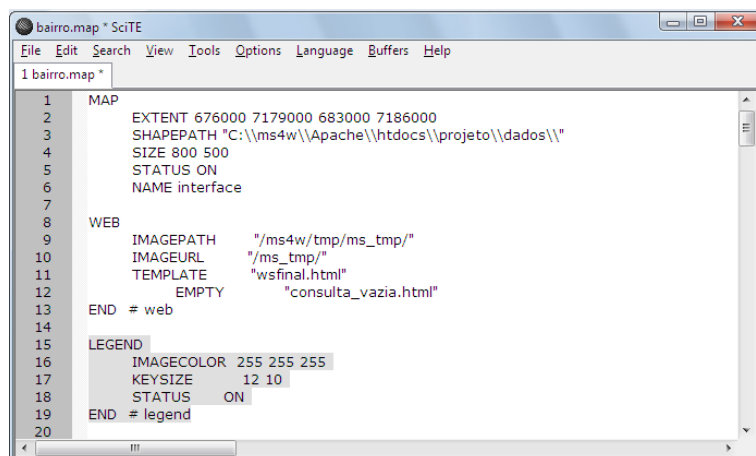 bairro.map * SciTE
File Edit Search View Tools Options Language Buffers Help
1 bairro.map *
1 MAP
2 EXTENT 676000 7179000 683000 7186000
3 SHAPEPATH "C:\\ms4w\\Apache\\htdocs\\projeto\\dados\\"
4 SIZE 800 500
5 STATUS ON
6 NAME interface
7
8 WEB
9 IMAGEPATH "/ms4w/tmp/ms_tmp/"
10 IMAGEURL "/ms_tmp/"
11 TEMPLATE "wsfinal.html"
12 EMPTY "consulta_vazia.html"
13 END # web
14
15 LEGEND
16 IMAGECOLOR 255 255 255
17 KEYSIZE 12 10
18 STATUS ON
19 END # legend
20